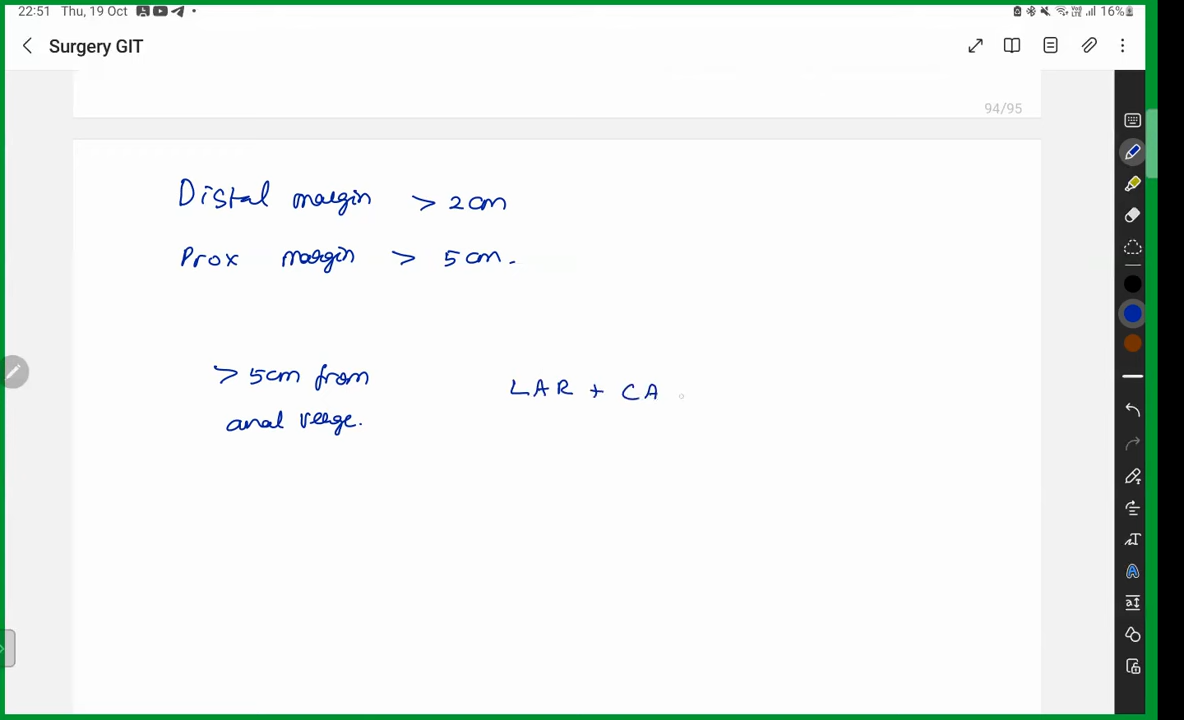 22:51 Thu, 19 Oct
16%
Surgery GIT
94/95
Distal margin > 2cm
Prox margin > 5cm.
> 5cm from
anal verge.
LAR + CA